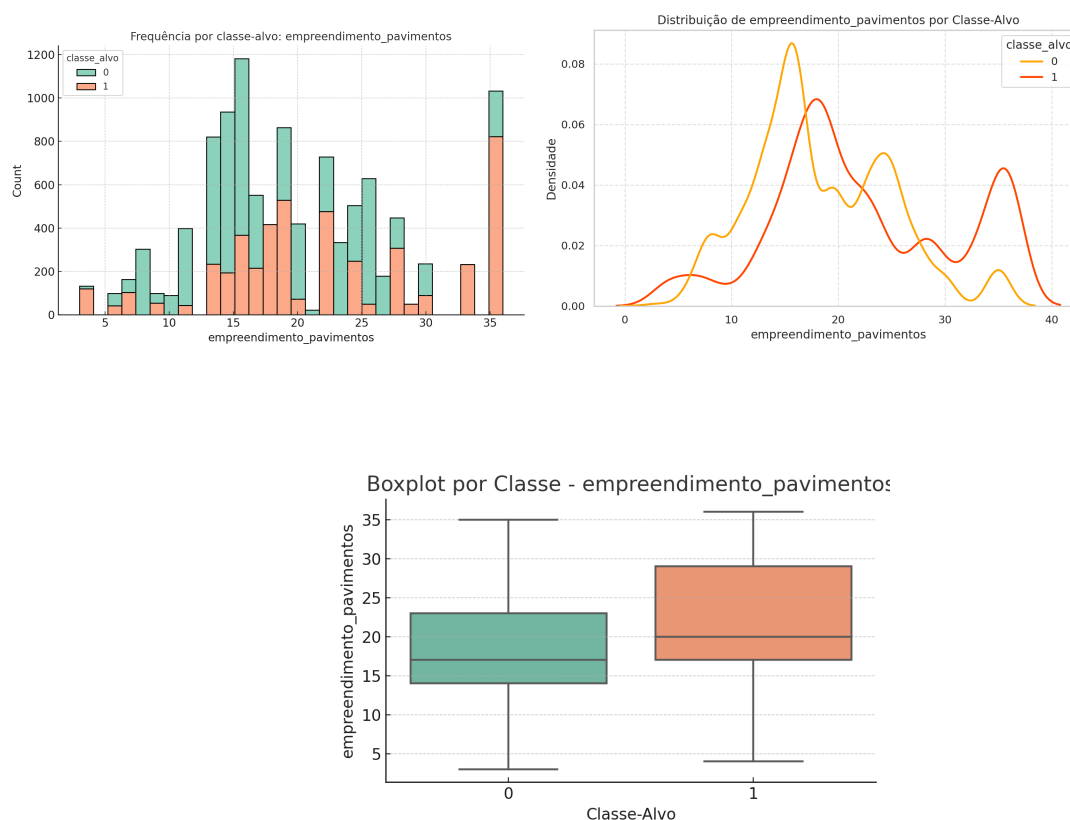 Frequência por classe-alvo: empreendimento_pavimentos
classe_alvo
0
1
1200
1000
800
600
400
200
0
Count
5 10 15 20 25 30 35
empreendimento_pavimentos
Distribuição de empreendimento_pavimentos por Classe-Alvo
classe_alvo
0
1
0.08
0.06
0.04
0.02
0.00
Densidade
0 10 20 30 40
empreendimento_pavimentos
Boxplot por Classe - empreendimento_pavimentos
35
30
25
20
15
10
5
empreendimento_pavimentos
0 1
Classe-Alvo